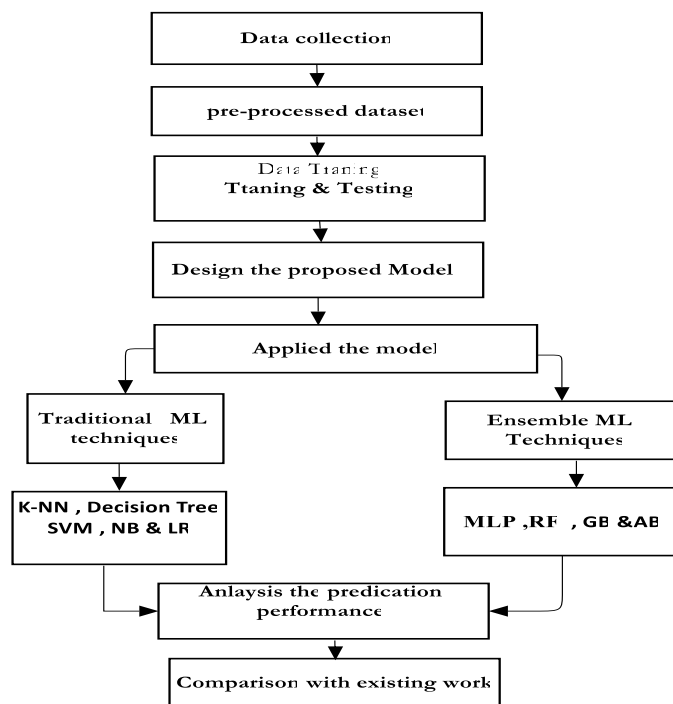 Data collection
pre-processed dataset
Data Traning
Ttaning & Testing
Design the proposed Model
Applied the model
Traditional ML
techniques
Ensemble ML
Techniques
K-NN , Decision Tree
SVM , NB & LR
MLP ,RF , GB &AB
Anlaysis the predication
performance
Comparison with existing work